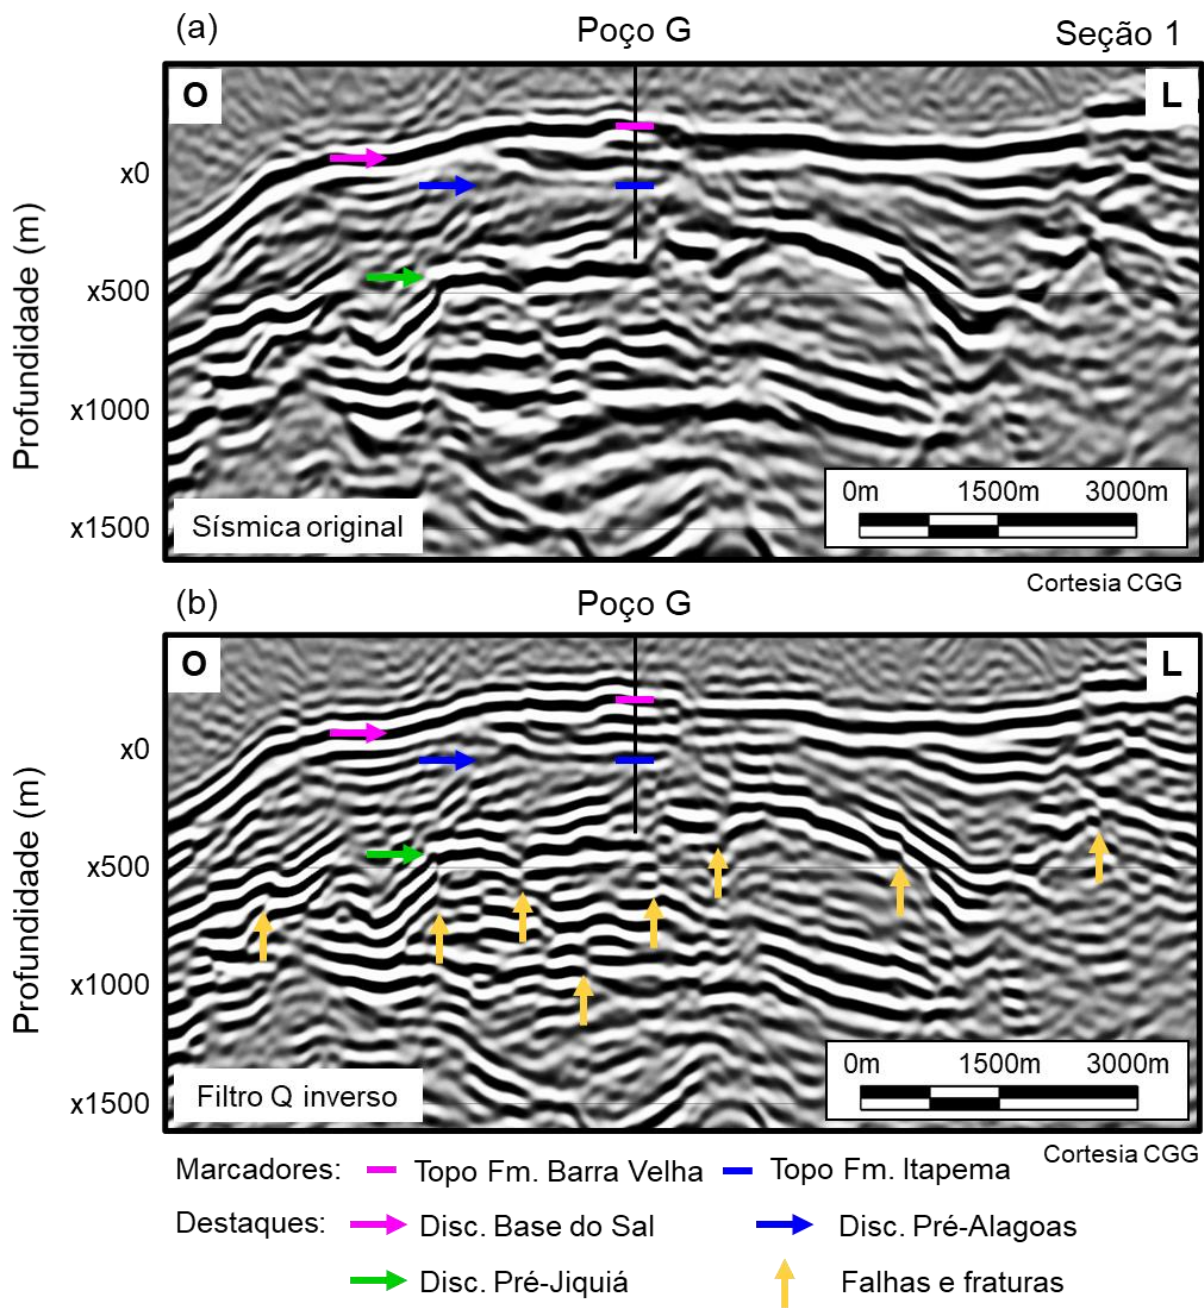 (a) Poço G Seção 1
O L
x0
x500
x1000
x1500
Profundidade (m)
Sísmica original
0m 1500m 3000m
Cortesia CGG
(b) Poço G
O L
x0
x500
x1000
x1500
Profundidade (m)
Filtro Q inverso
0m 1500m 3000m
Cortesia CGG
Marcadores: Topo Fm. Barra Velha Topo Fm. Itapema
Destaques: Disc. Base do Sal Disc. Pré-Alagoas
Disc. Pré-Jiquiá Falhas e fraturas